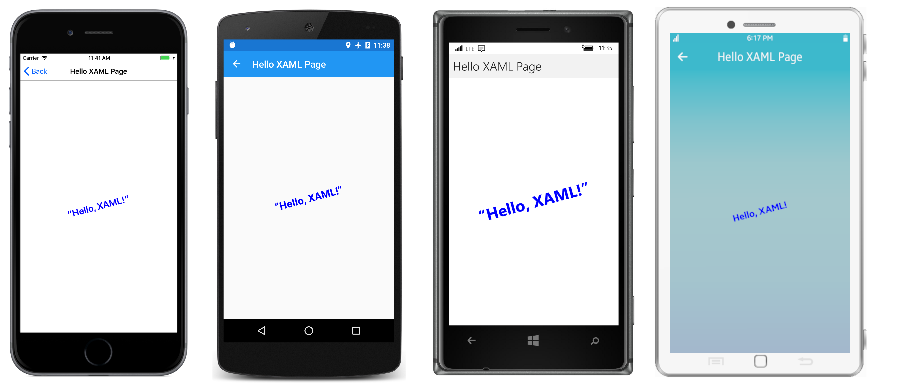 Carrier 11:41 AM
Back Hello XAML Page
“Hello, XAML!”
11:38
Hello XAML Page
“Hello, XAML!”
LTE
Hello XAML Page
“Hello, XAML!”
6:17 PM
Hello XAML Page
Hello, XAML!